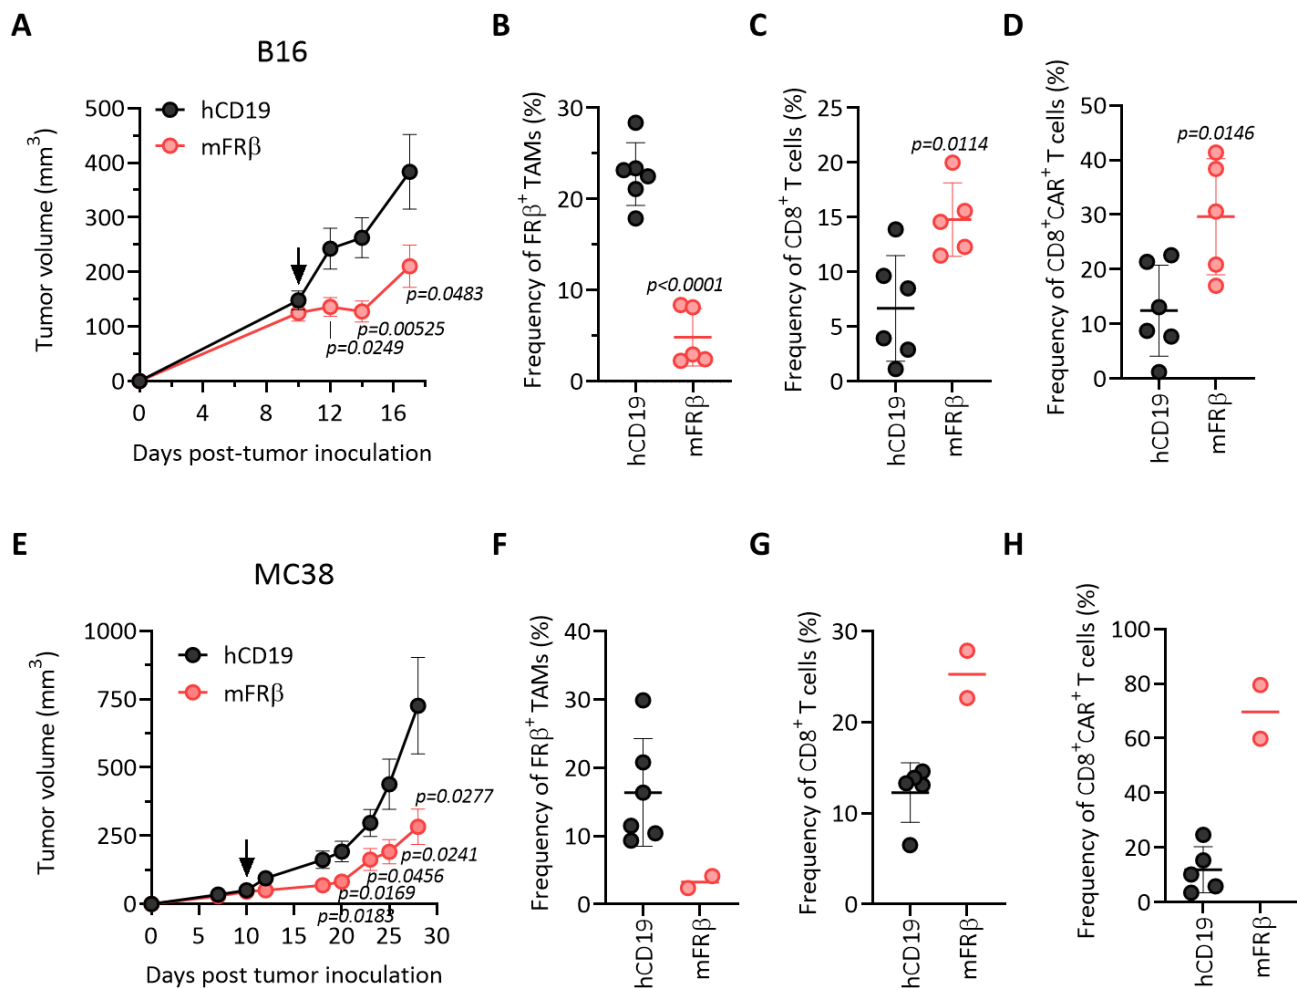 A
B16
hCD19
mFRβ
Tumor volume (mm3)
500
400
300
200
100
0
p=0.0483
p=0.00525
p=0.0249
0 4 8 12 16
Days post-tumor inoculation
B
Frequency of FRβ+ TAMs (%)
30
20
10
0
p<0.0001
hCD19
mFRβ
C
Frequency of CD8+ T cells (%)
25
20
15
10
5
0
p=0.0114
hCD19
mFRβ
D
Frequency of CD8+CAR+ T cells (%)
50
40
30
20
10
0
p=0.0146
hCD19
mFRβ
E
MC38
hCD19
mFRβ
Tumor volume (mm3)
1000
750
500
250
0
p=0.0277
p=0.0241
p=0.0456
p=0.0169
p=0.0183
0 5 10 15 20 25 30
Days post tumor inoculation
F
Frequency of FRβ+ TAMs (%)
40
30
20
10
0
hCD19
mFRβ
G
Frequency of CD8+ T cells (%)
30
20
10
0
hCD19
mFRβ
H
Frequency of CD8+CAR+ T cells (%)
100
80
60
40
20
0
hCD19
mFRβ